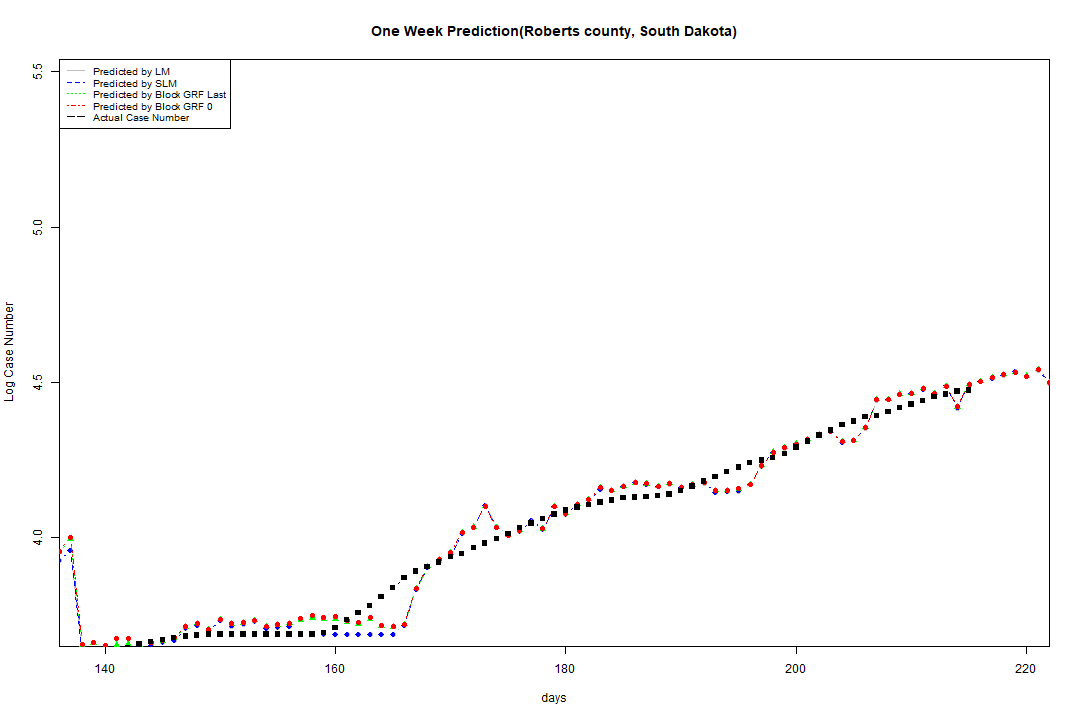 One Week Prediction(Roberts county, South Dakota)
Predicted by LM
Predicted by SLM
Predicted by Block GRF Last
Predicted by Block GRF 0
Actual Case Number
5.5
5.0
4.5
4.0
Log Case Number
140 160 180 200 220
days